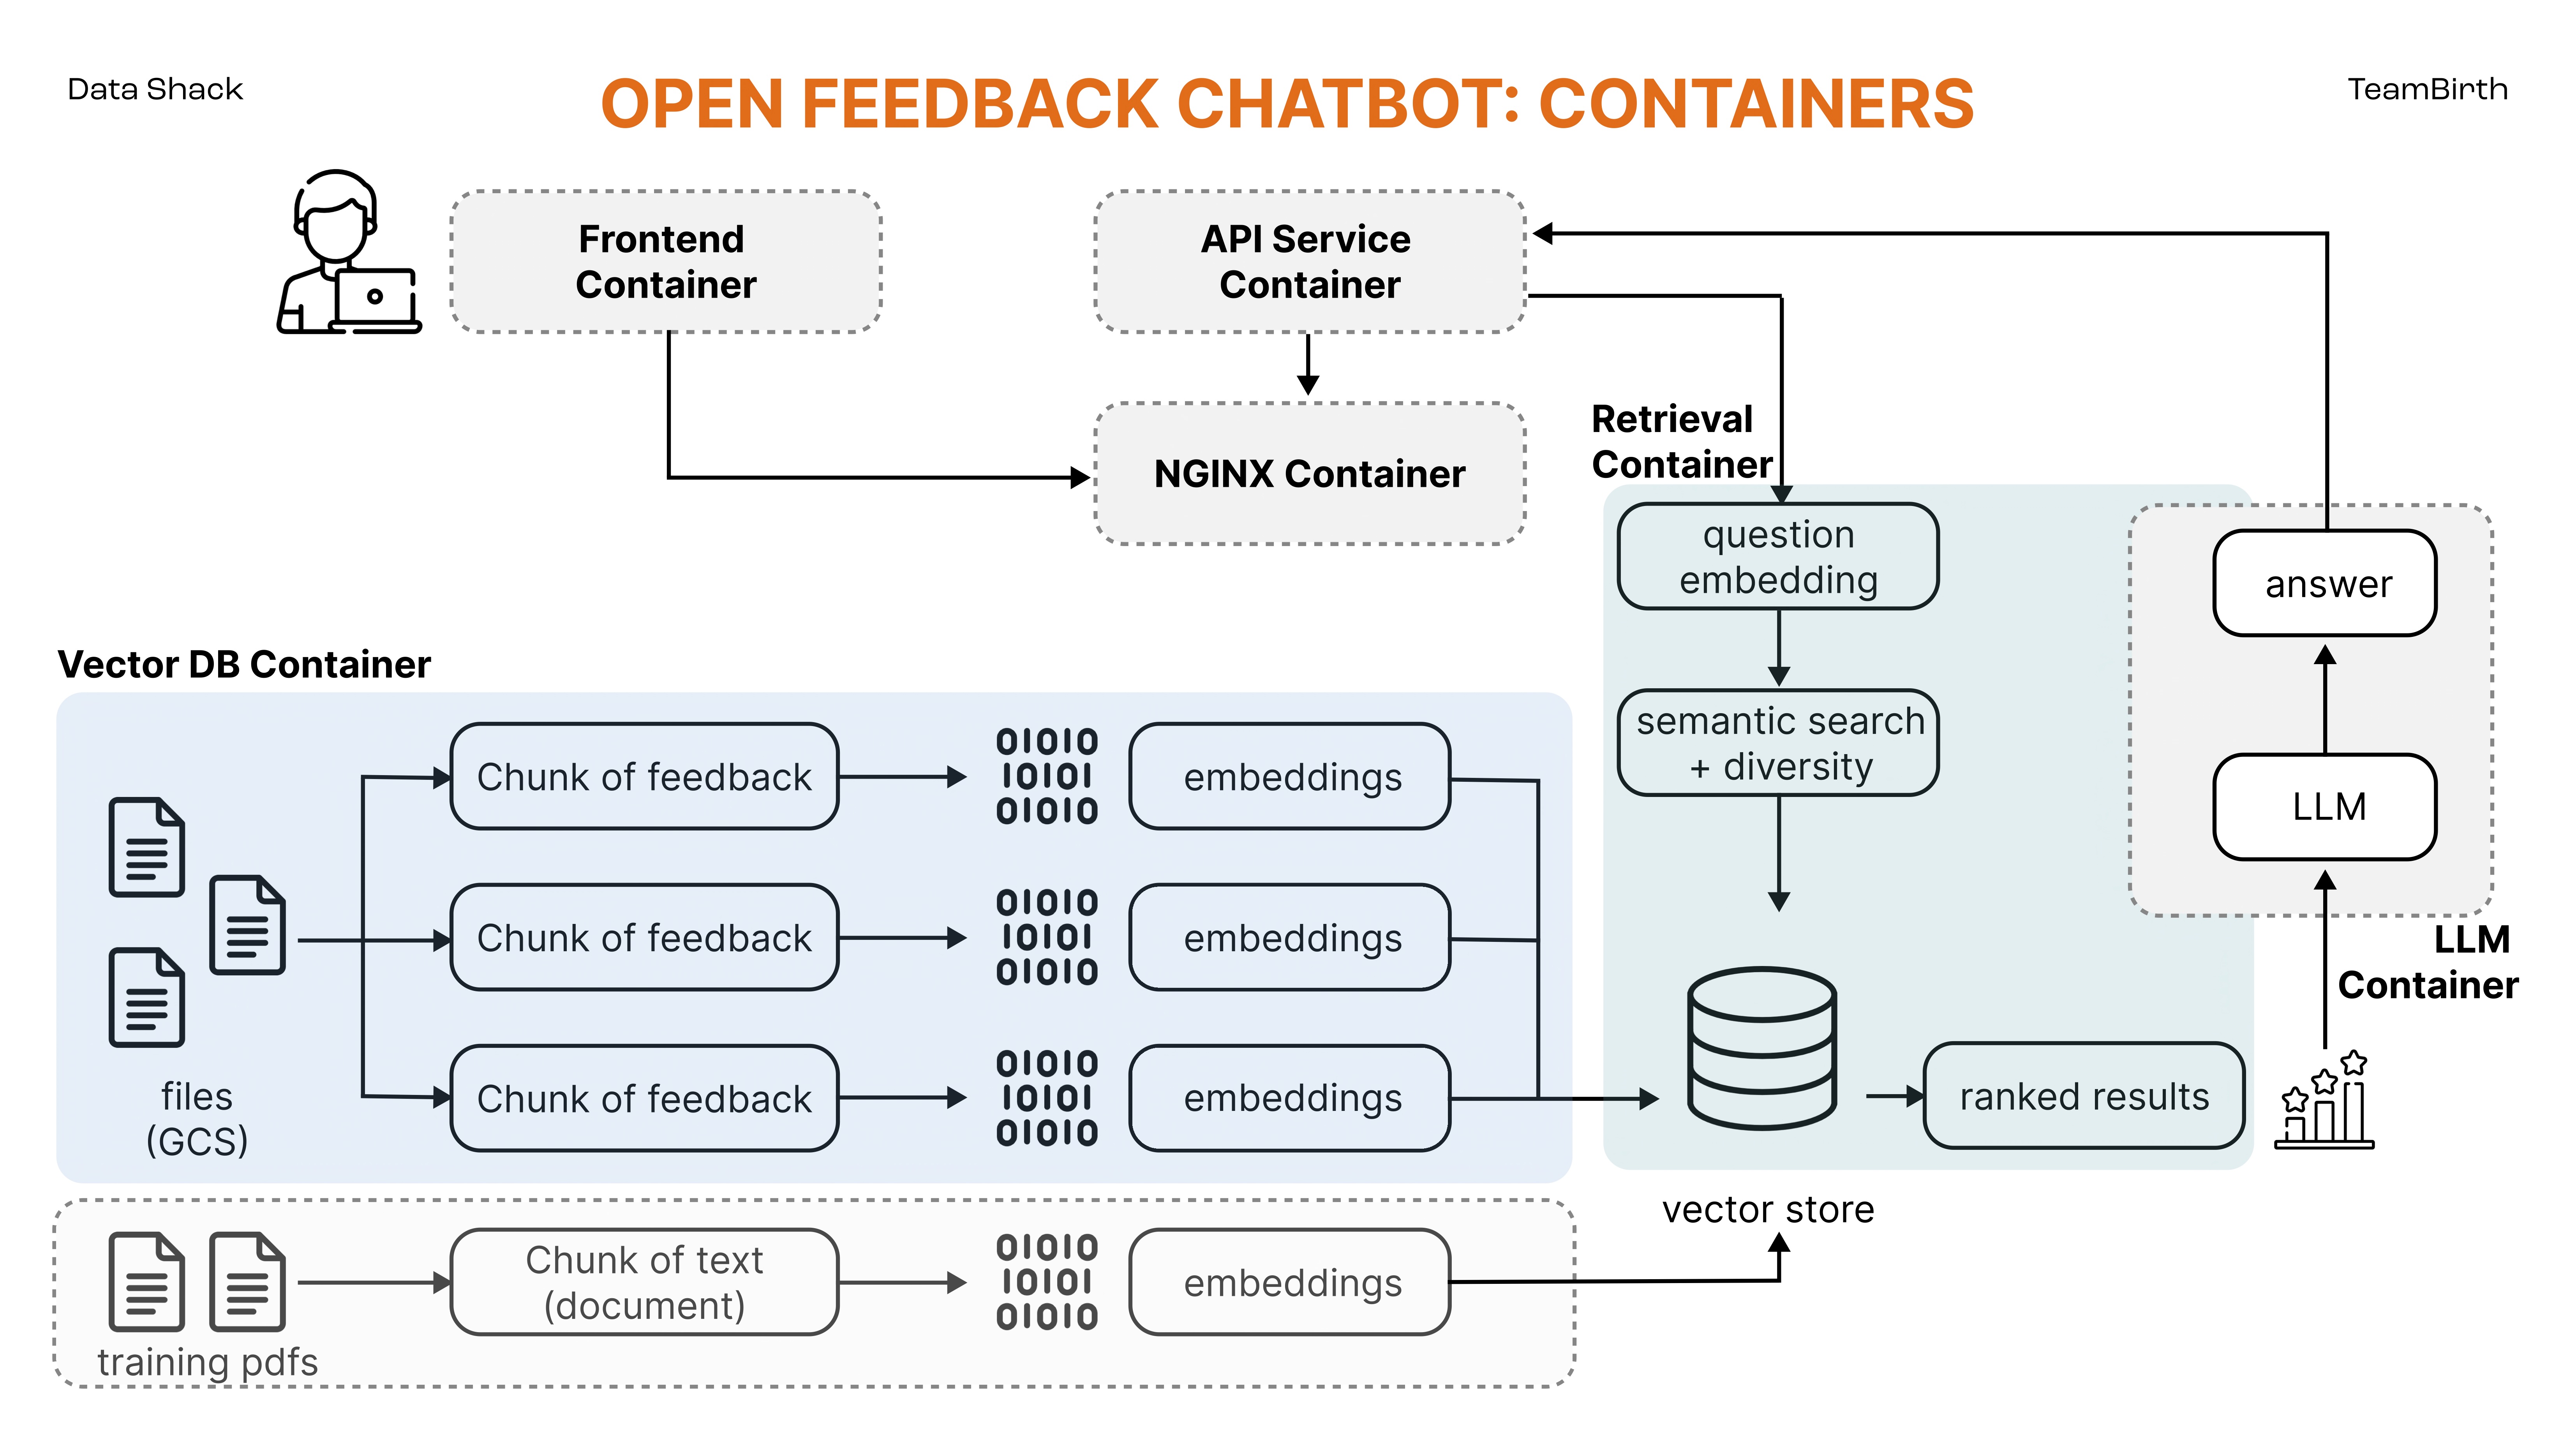 Data Shack
OPEN FEEDBACK CHATBOT: CONTAINERS
TeamBirth
Frontend
Container
API Service
Container
NGINX Container
Retrieval
Container
question
embedding
semantic search
+ diversity
answer
LLM
LLM
Container
Vector DB Container
Chunk of feedback
01010
10101
01010
embeddings
Chunk of feedback
01010
10101
01010
embeddings
Chunk of feedback
01010
10101
01010
embeddings
files
(GCS)
ranked results
vector store
Chunk of text
(document)
01010
10101
01010
embeddings
training pdfs